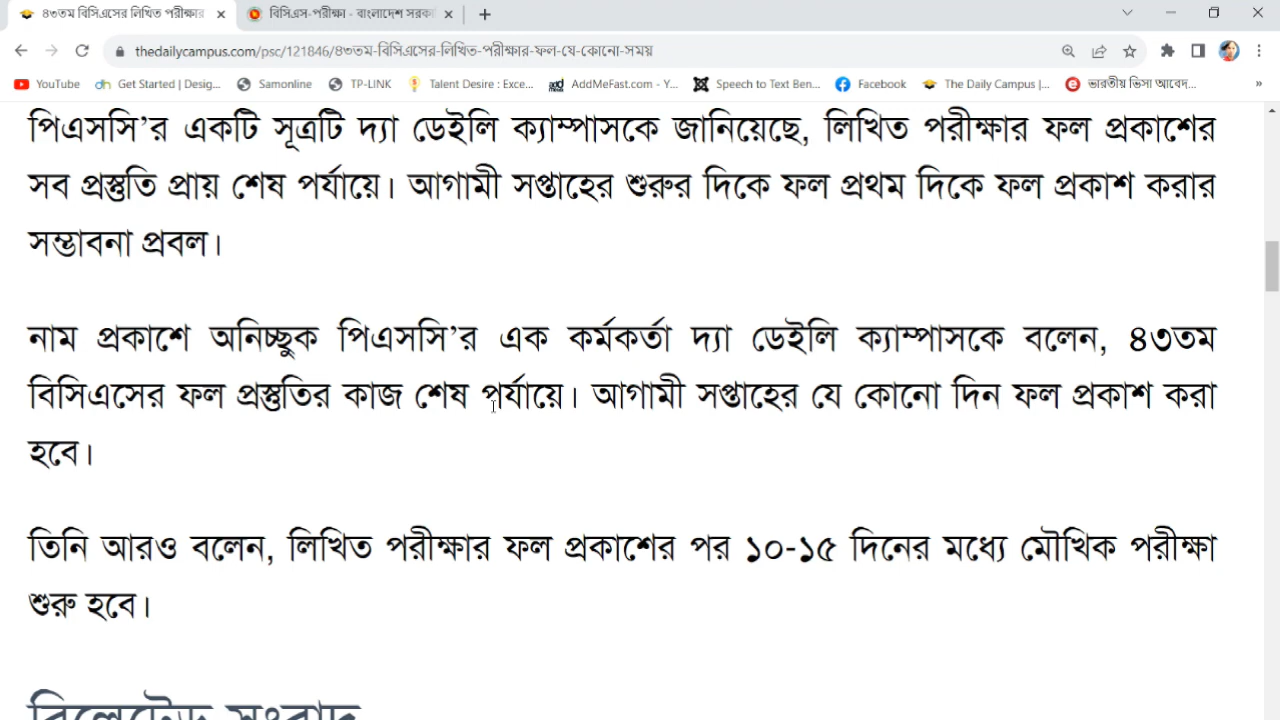 ৪৩তম বিসিএসের লিখিত পরীক্ষার
বিসিএস-পরীক্ষা - বাংলাদেশ সরকা
thedailycampus.com/psc/121846/৪৩তম-বিসিএসের-লিখিত-পরীক্ষার-ফল-যে-কোনো-সময়
YouTube
Get Started | Desig...
Samonline
TP-LINK
Talent Desire : Exce...
AddMeFast.com - Y...
Speech to Text Ben...
Facebook
The Daily Campus |...
ভারতীয় ভিসা আবেদ...
পিএসসি’র একটি সূত্রটি দ্যা ডেইলি ক্যাম্পাসকে জানিয়েছে, লিখিত পরীক্ষার ফল প্রকাশের
সব প্রস্তুতি প্রায় শেষ পর্যায়ে। আগামী সপ্তাহের শুরুর দিকে ফল প্রথম দিকে ফল প্রকাশ করার
সম্ভাবনা প্রবল।
নাম প্রকাশে অনিচ্ছুক পিএসসি’র এক কর্মকর্তা দ্যা ডেইলি ক্যাম্পাসকে বলেন, ৪৩তম
বিসিএসের ফল প্রস্তুতির কাজ শেষ পর্যায়ে। আগামী সপ্তাহের যে কোনো দিন ফল প্রকাশ করা
হবে।
তিনি আরও বলেন, লিখিত পরীক্ষার ফল প্রকাশের পর ১০-১৫ দিনের মধ্যে মৌখিক পরীক্ষা
শুরু হবে।
রিলেটেড সংবাদ